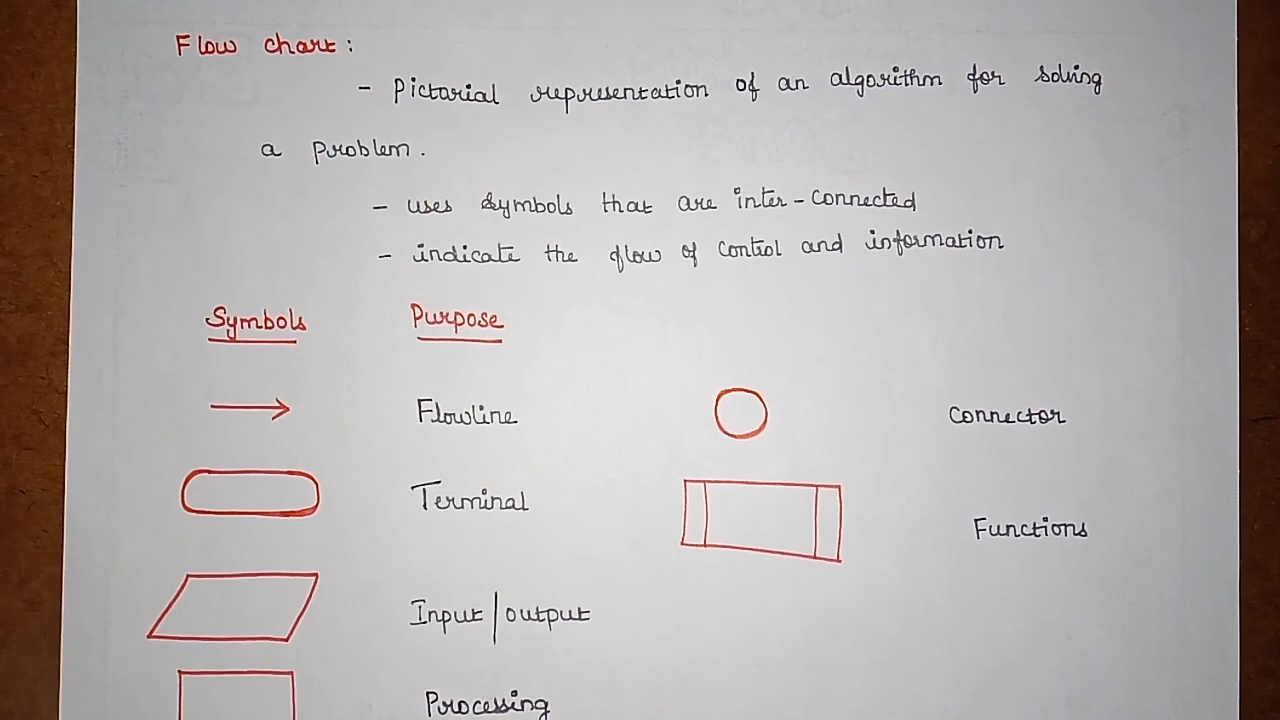 Flow chart:
- Pictorial representation of an algorithm for solving
a problem.
- uses symbols that are inter-connected
- indicate the flow of control and information
Symbols Purpose
Flowline Connector
Terminal
Functions
Input/output
Processing